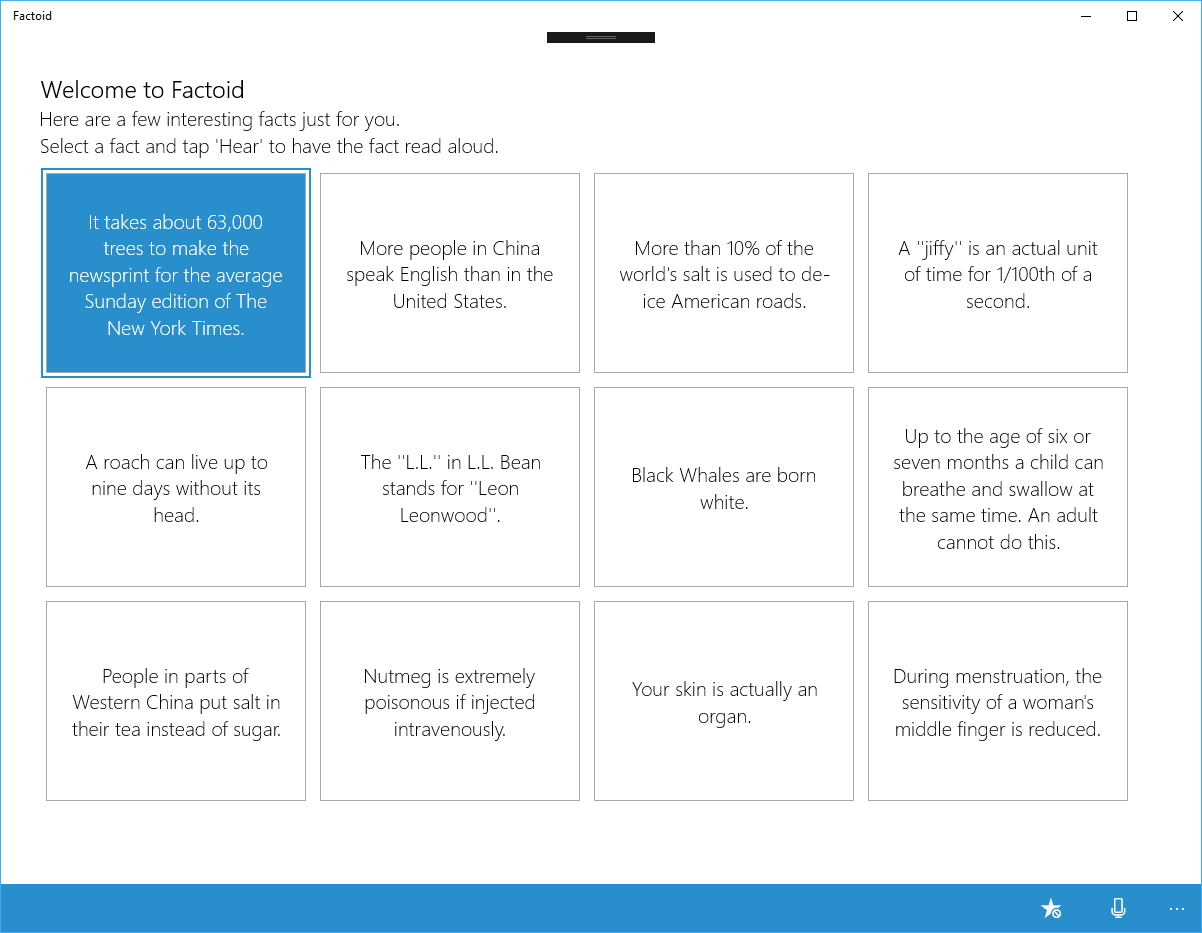 Factoid
Welcome to Factoid
Here are a few interesting facts just for you.
Select a fact and tap 'Hear' to have the fact read aloud.
It takes about 63,000
trees to make the
newsprint for the average
Sunday edition of The
New York Times.
More people in China
speak English than in the
United States.
More than 10% of the
world's salt is used to de-
ice American roads.
A "jiffy" is an actual unit
of time for 1/100th of a
second.
A roach can live up to
nine days without its
head.
The "L.L." in L.L. Bean
stands for "Leon
Leonwood".
Black Whales are born
white.
Up to the age of six or
seven months a child can
breathe and swallow at
the same time. An adult
cannot do this.
People in parts of
Western China put salt in
their tea instead of sugar.
Nutmeg is extremely
poisonous if injected
intravenously.
Your skin is actually an
organ.
During menstruation, the
sensitivity of a woman's
middle finger is reduced.